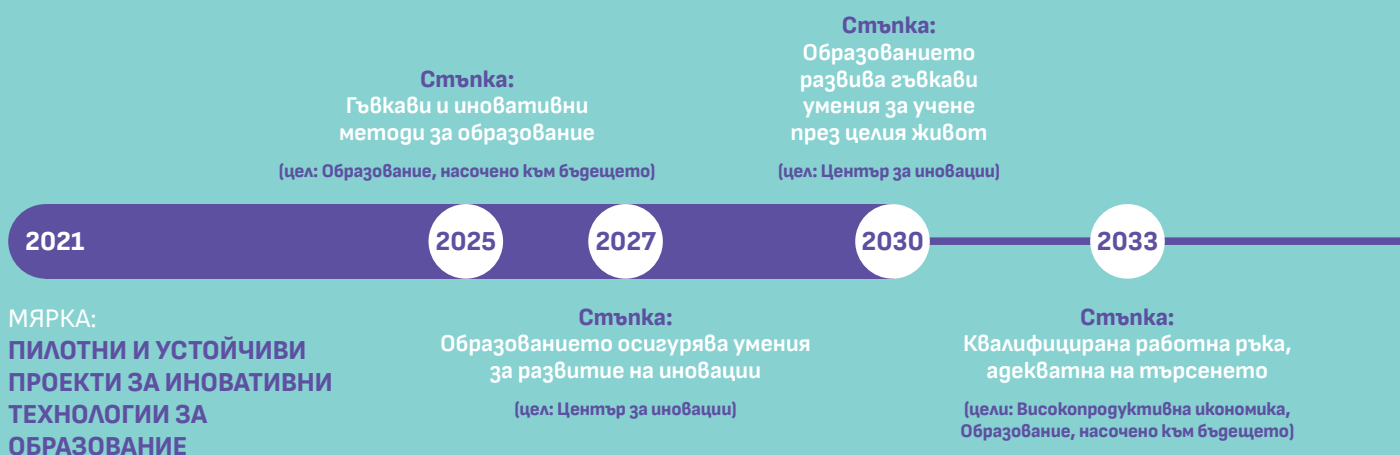 Стъпка:
Образованието
развива гъвкави
умения за учене
през целия живот
(цел: Център за иновации)
Стъпка:
Гъвкави и иновативни
методи за образование
(цел: Образование, насочено към бъдещето)
2021
2025
2027
2030
2033
МЯРКА:
ПИЛОТНИ И УСТОЙЧИВИ
ПРОЕКТИ ЗА ИНОВАТИВНИ
ТЕХНОЛОГИИ ЗА
ОБРАЗОВАНИЕ
Стъпка:
Образованието осигурява умения
за развитие на иновации
(цел: Център за иновации)
Стъпка:
Квалифицирана работна ръка,
адекватна на търсенето
(цели: Високопродуктивна икономика,
Образование, насочено към бъдещето)